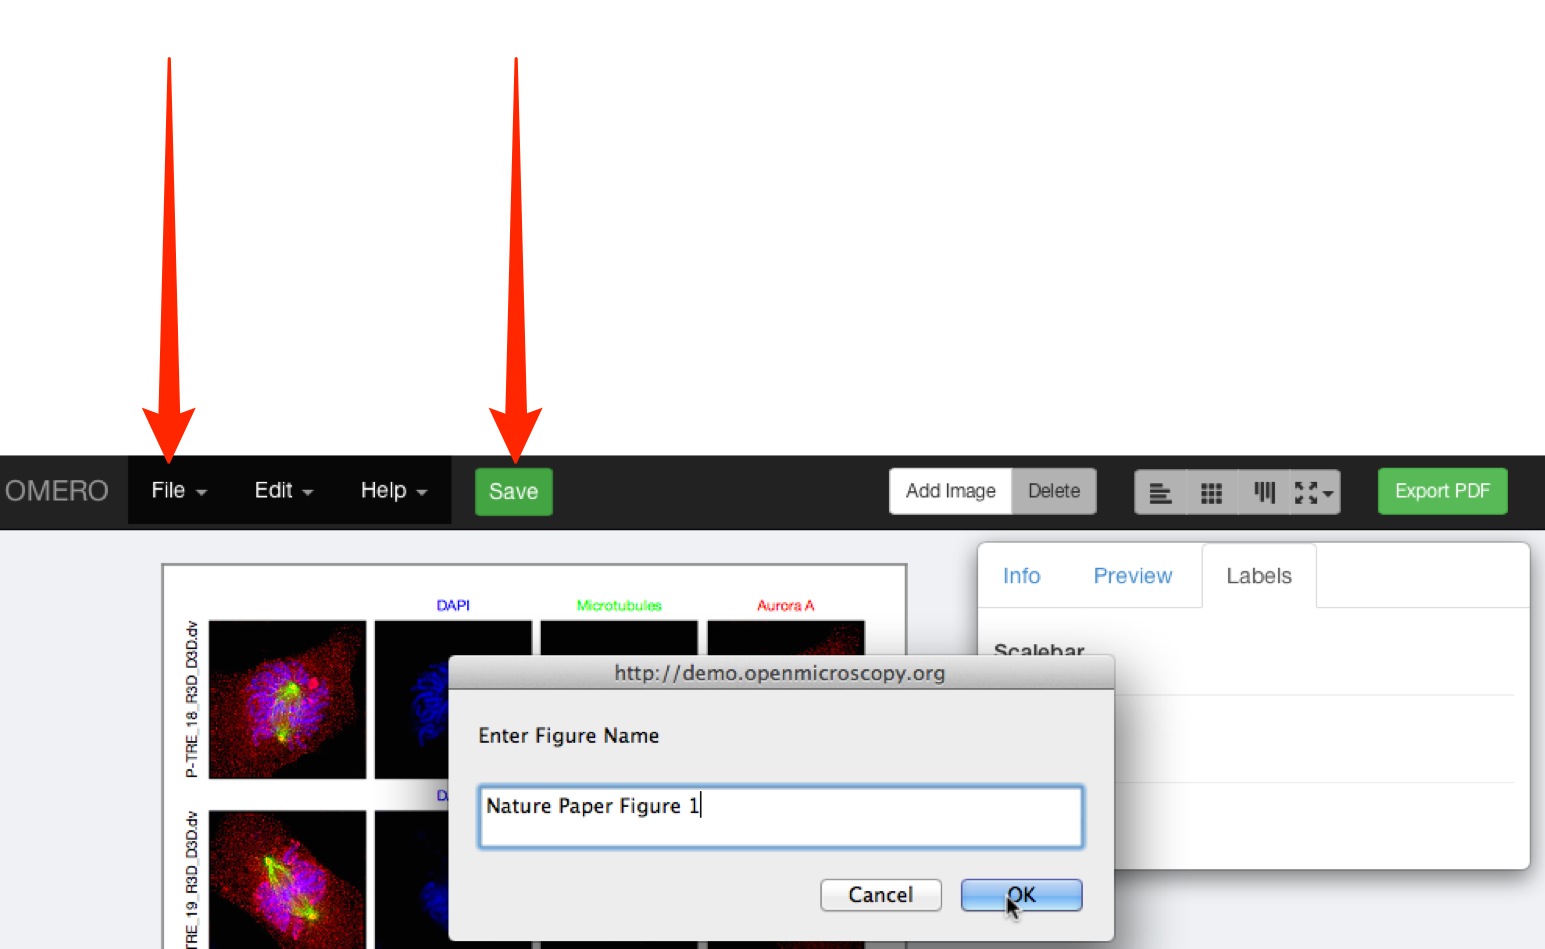 OMERO File Edit Help Save Add Image Delete Export PDF
Info Preview Labels
DAPI Microtubules Aurora A
P-TRE_18_R3D_D3D.dv
Scalebar
http://demo.openmicroscopy.org
Enter Figure Name
Nature Paper Figure 1
TRE_19_R3D_D3D.dv
Cancel OK